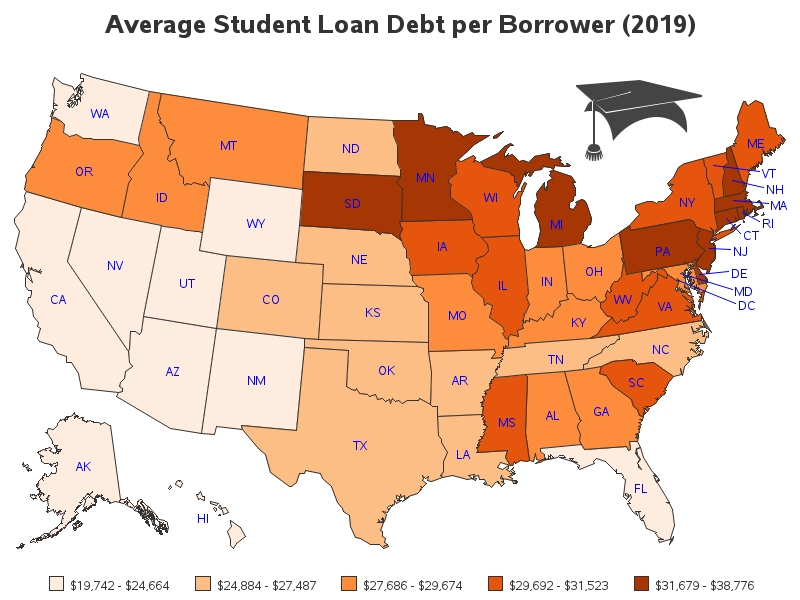 Average Student Loan Debt per Borrower (2019)
WA
MT
ND
MN
ME
OR
ID
SD
WI
VT
NH
NY
MA
WY
MI
RI
CT
IA
PA
NJ
NE
NV
UT
CO
IL
IN
OH
DE
MD
DC
CA
KS
MO
WV
VA
KY
NC
TN
AZ
NM
OK
AR
SC
MS
AL
GA
TX
LA
AK
FL
HI
$19,742 - $24,664 $24,884 - $27,487 $27,686 - $29,674 $29,692 - $31,523 $31,679 - $38,776